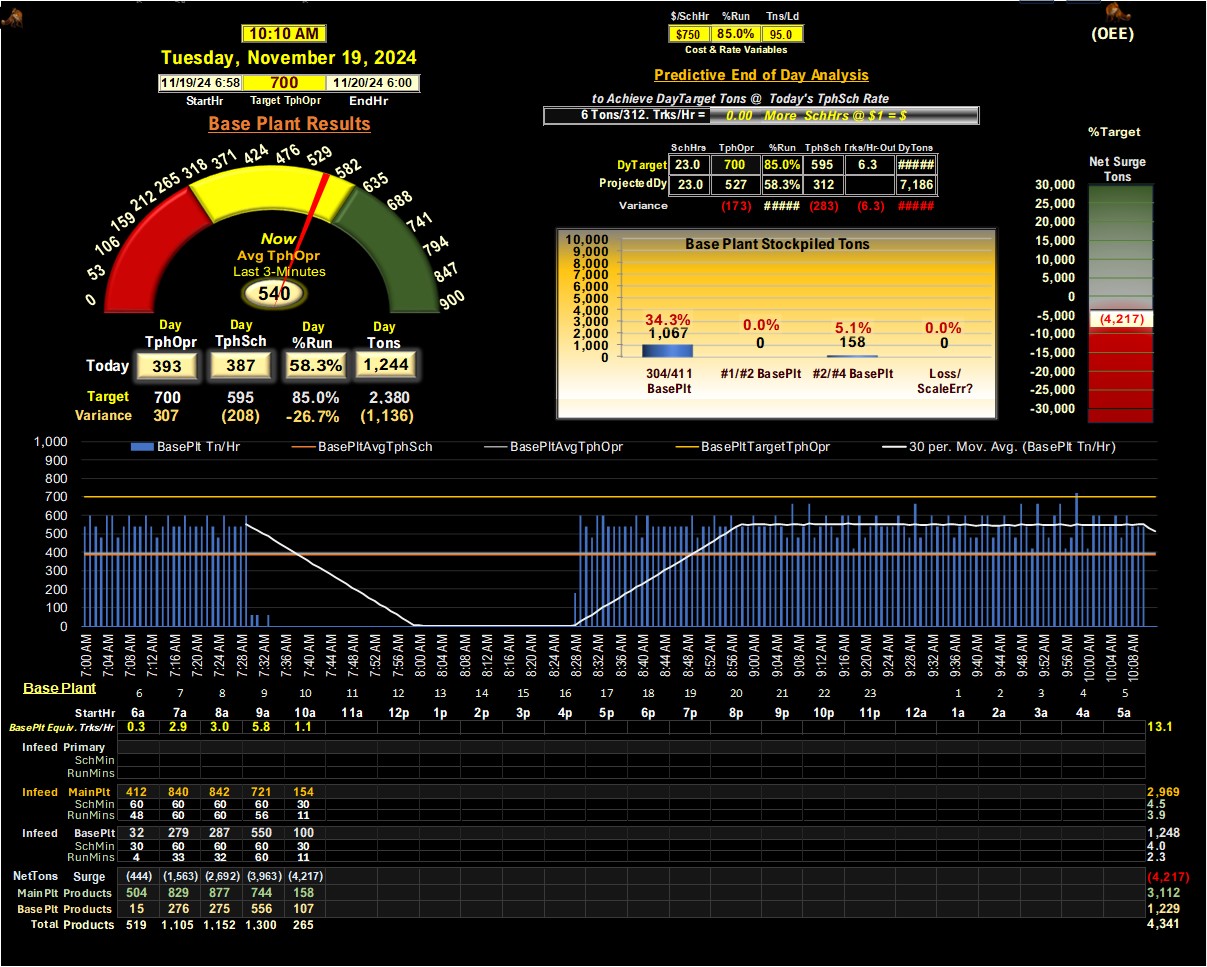 10:10 AM
Tuesday, November 19, 2024
11/19/24 6:58 700 11/20/24 6:00
StartHr Target TphOpr EndHr
Base Plant Results
0 53 106 159 212 265 318 371 424 476 529 582 635 688 741 794 847 900
Now
Avg TphOpr
Last 3-Minutes
540
Day Day Day Day
TphOpr TphSch %Run Tons
Today 393 387 58.3% 1,244
Target 700 595 85.0% 2,380
Variance 307 (208) -26.7% (1,136)
$/SchHr %Run Tns/Ld
$750 85.0% 95.0
Cost & Rate Variables
Predictive End of Day Analysis
to Achieve DayTarget Tons @ Today's TphSch Rate
6 Tons/312. Trks/Hr = 0.00 More SchHrs @ $1 = $
SchHrs TphOpr %Run TphSch Trks/Hr-Out DyTons
DyTarget 23.0 700 85.0% 595 6.3 #####
ProjectedDy 23.0 527 58.3% 312 7,186
Variance (173) ##### (283) (6.3) #####
Base Plant Stockpiled Tons
10,000
9,000
8,000
7,000
6,000
5,000
4,000
3,000
2,000
1,000
0
34.3% 0.0% 5.1% 0.0%
1,067 0 158 0
304/411 BasePlt
#1/#2 BasePlt
#2/#4 BasePlt
Loss/ ScaleErr?
(OEE)
%Target
Net Surge
Tons
30,000
25,000
20,000
15,000
10,000
5,000
0
-5,000
(4,217)
-10,000
-15,000
-20,000
-25,000
-30,000
BasePlt Tn/Hr BasePltAvgTphSch BasePltAvgTphOpr BasePltTargetTphOpr 30 per. Mov. Avg. (BasePlt Tn/Hr)
1,000
900
800
700
600
500
400
300
200
100
0
7:00 AM 7:04 AM 7:08 AM 7:12 AM 7:16 AM 7:20 AM 7:24 AM 7:28 AM 7:32 AM 7:36 AM 7:40 AM 7:44 AM 7:48 AM 7:52 AM 7:56 AM 8:00 AM 8:12 AM 8:16 AM 8:20 AM 8:24 AM 8:28 AM 8:32 AM 8:36 AM 8:40 AM 8:44 AM 8:48 AM 8:52 AM 8:56 AM 9:00 AM 9:04 AM 9:08 AM 9:12 AM 9:16 AM 9:20 AM 9:24 AM 9:28 AM 9:32 AM 9:36 AM 9:40 AM 9:44 AM 9:48 AM 9:52 AM 9:56 AM 10:00 AM 10:04 AM 10:08 AM
Base Plant 6 7 8 9 10 11 12 13 14 15 16 17 18 19 20 21 22 23 1 2 3 4 5
StartHr 6a 7a 8a 9a 10a 11a 12p 1p 2p 3p 4p 5p 6p 7p 8p 9p 10p 11p 12a 1a 2a 3a 4a 5a
BasePlt Equiv. Trks/Hr 0.3 2.9 3.0 5.8 1.1 13.1
Infeed Primary
SchMin
RunMins
Infeed MainPlt 412 840 842 721 154 2,969
SchMin 60 60 60 60 30 4.5
RunMins 48 60 60 56 11 3.9
Infeed BasePlt 32 279 287 550 100 1,248
SchMin 30 60 60 60 30 4.0
RunMins 4 33 32 60 11 2.3
NetTons Surge (444) (1,563) (2,692) (3,963) (4,217) (4,217)
MainPlt Products 504 829 877 744 158 3,112
BasePlt Products 15 276 275 556 107 1,229
Total Products 519 1,105 1,152 1,300 265 4,341